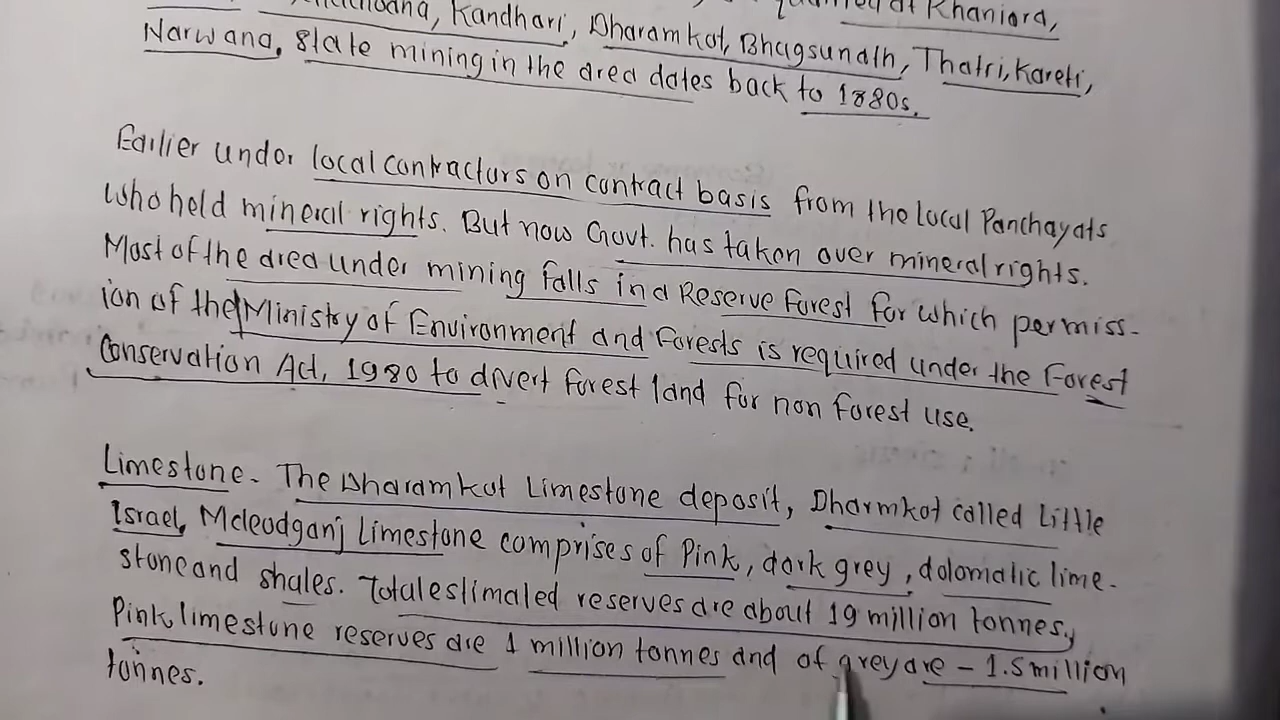 at Khaniara,
Kandhari, Dharamkot, Bhagsunath, Thatri, Kareri,
Narwana, Slate mining in the area dates back to 1880s.
Earlier under local contractors on contract basis from the local Panchayats
who held mineral rights. But now Govt. has taken over mineral rights.
Most of the area under mining falls in a Reserve Forest for which permiss-
ion of the Ministry of Environment and Forests is required under the Forest
Conservation Act, 1980 to divert forest land for non forest use.
Limestone - The Dharamkot Limestone deposit, Dharmkot called Little
Israel, Mcleodganj Limestone comprises of Pink, dark grey, dolomatic lime-
stone and shales. Total estimated reserves are about 19 million tonnes,
Pink limestone reserves are 1 million tonnes and of grey are - 1.5 million
tonnes.